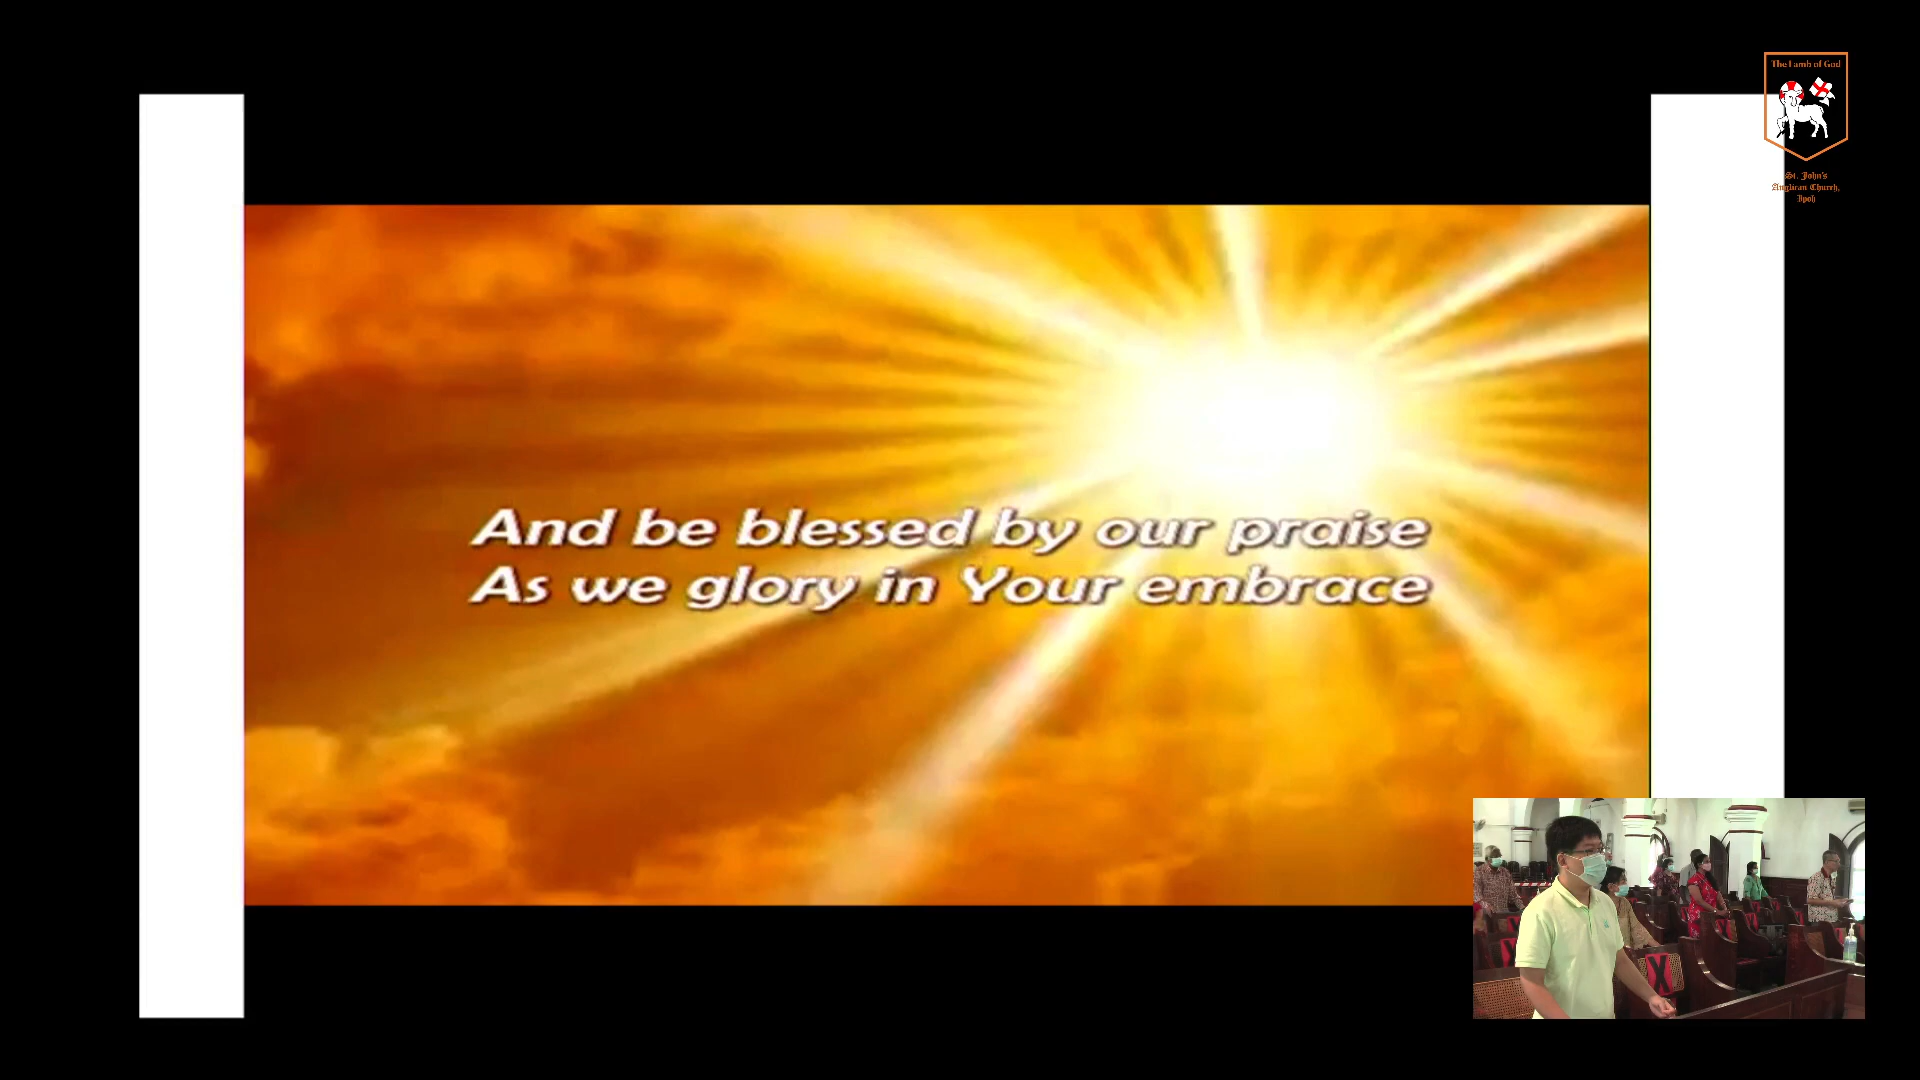 The Lamb of God
St. John's
Anglican Church,
Ipoh
And be blessed by our praise
As we glory in Your embrace